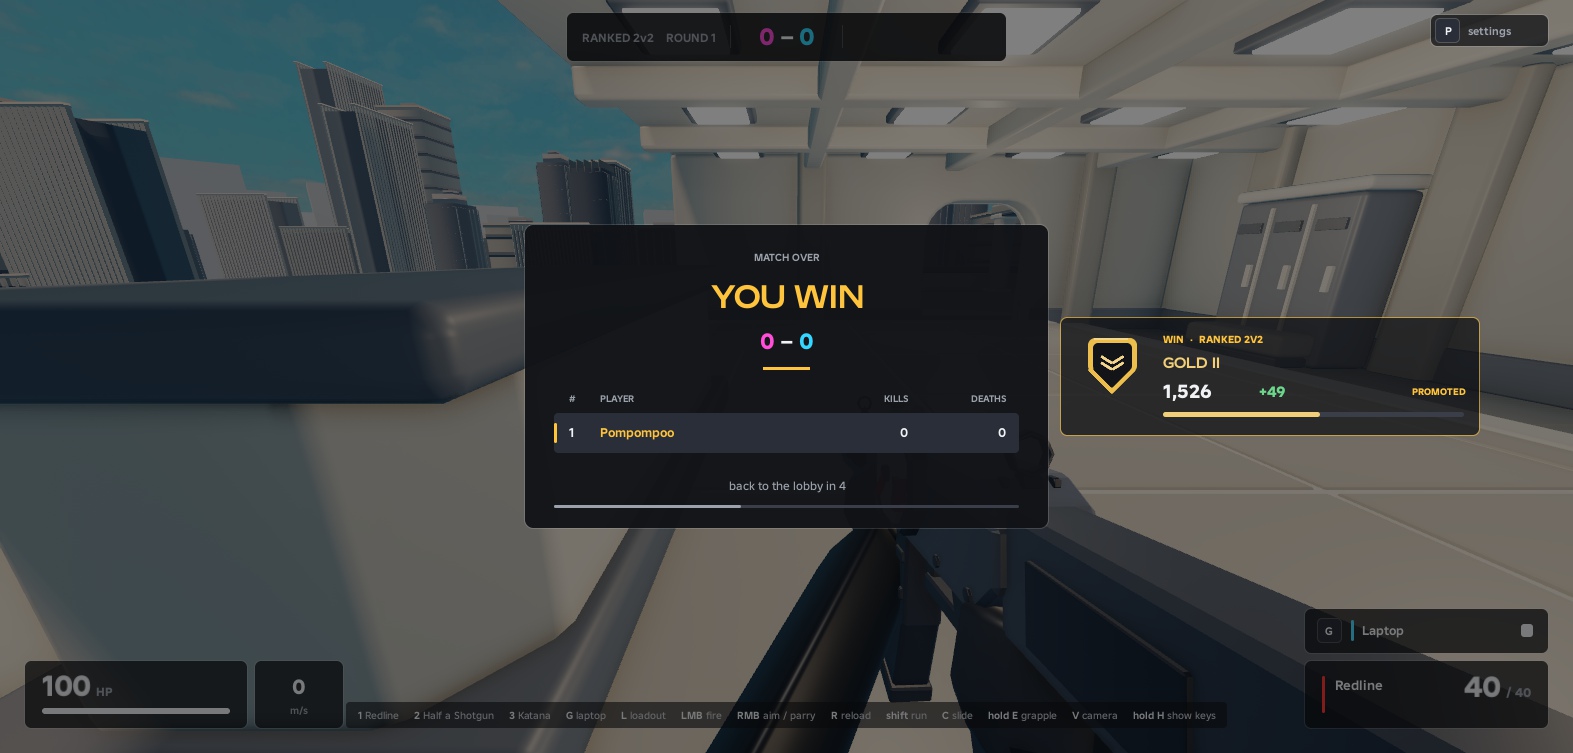 RANKED 2v2 ROUND 1 0 – 0
P settings
MATCH OVER
YOU WIN
0 – 0
# PLAYER KILLS DEATHS
1 Pompompoo 0 0
back to the lobby in 4
WIN · RANKED 2V2
GOLD II
1,526 +49 PROMOTED
G Laptop
Redline 40 / 40
100 HP
0
m/s
1 Redline 2 Half a Shotgun 3 Katana G laptop L loadout LMB fire RMB aim / parry R reload shift run C slide hold E grapple V camera hold H show keys